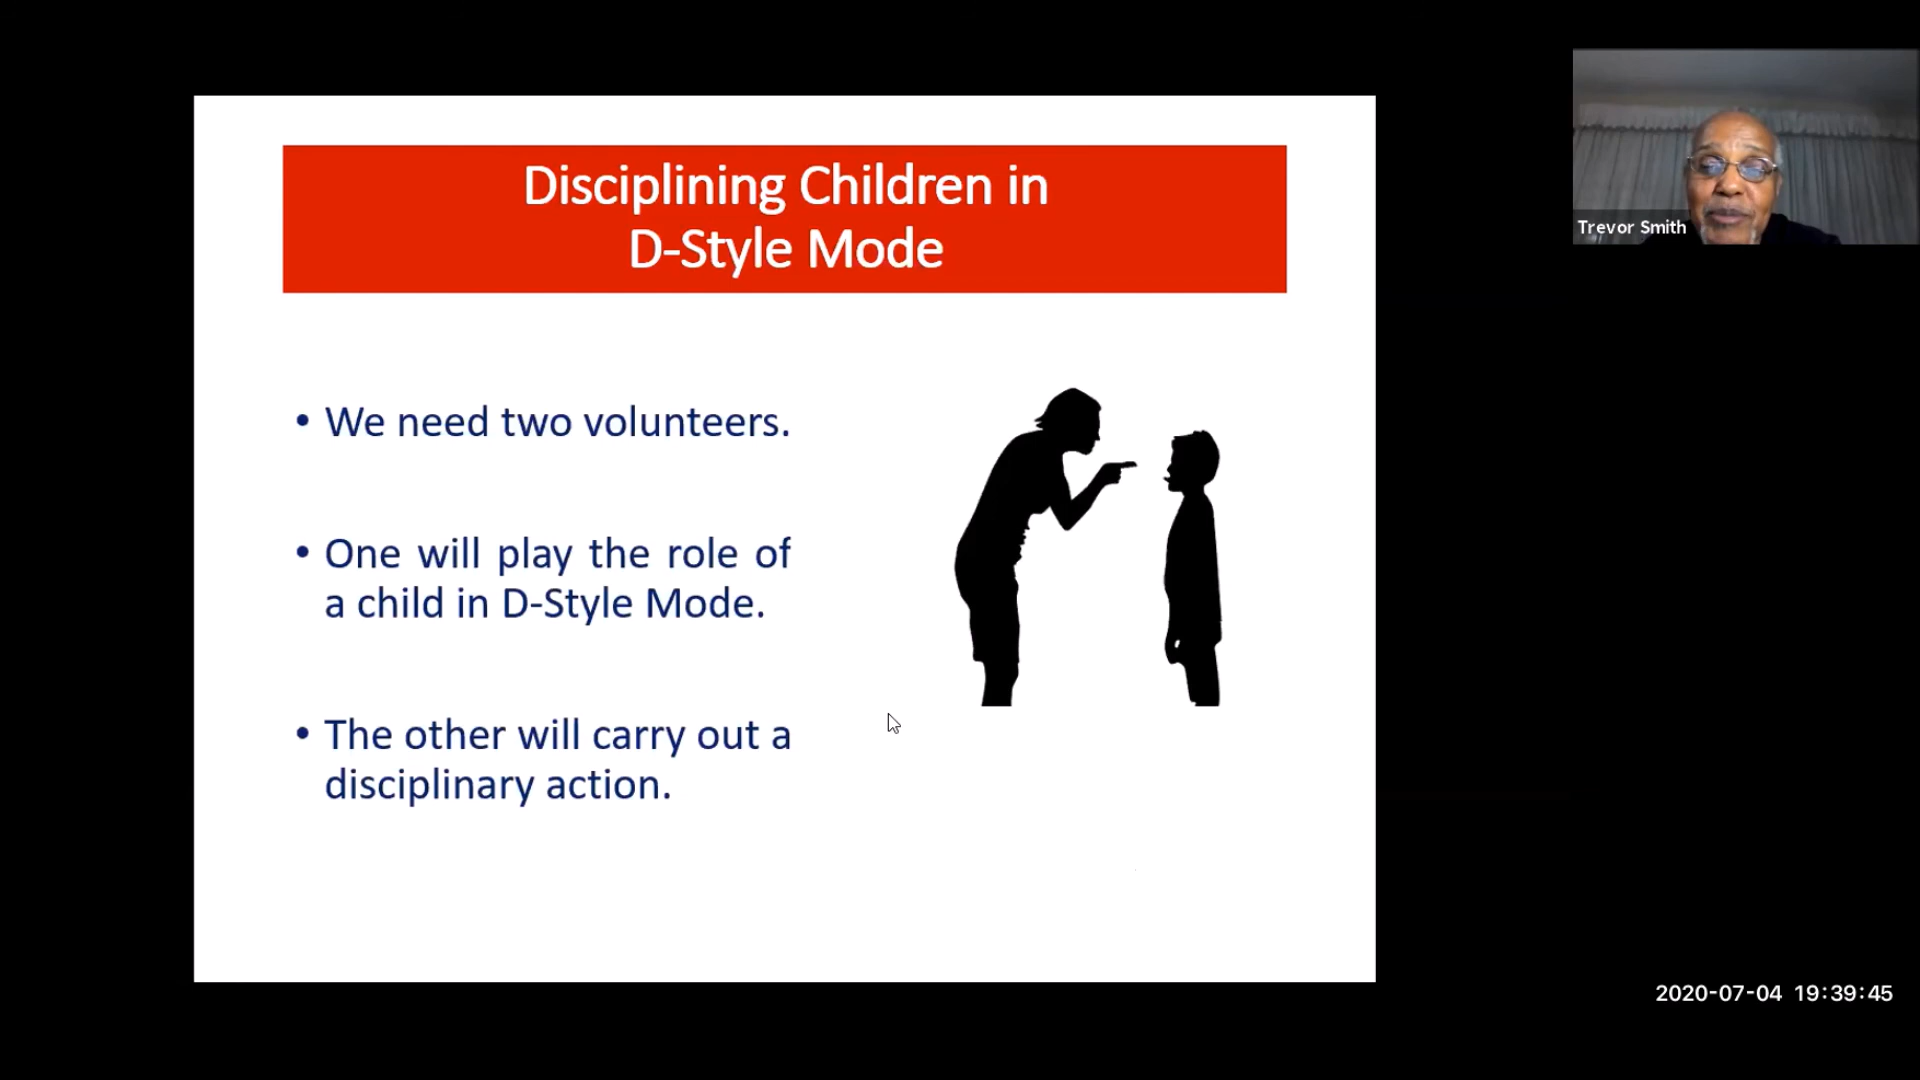 Disciplining Children in
D-Style Mode
• We need two volunteers.
• One will play the role of
a child in D-Style Mode.
• The other will carry out a
disciplinary action.
Trevor Smith
2020-07-04 19:39:45